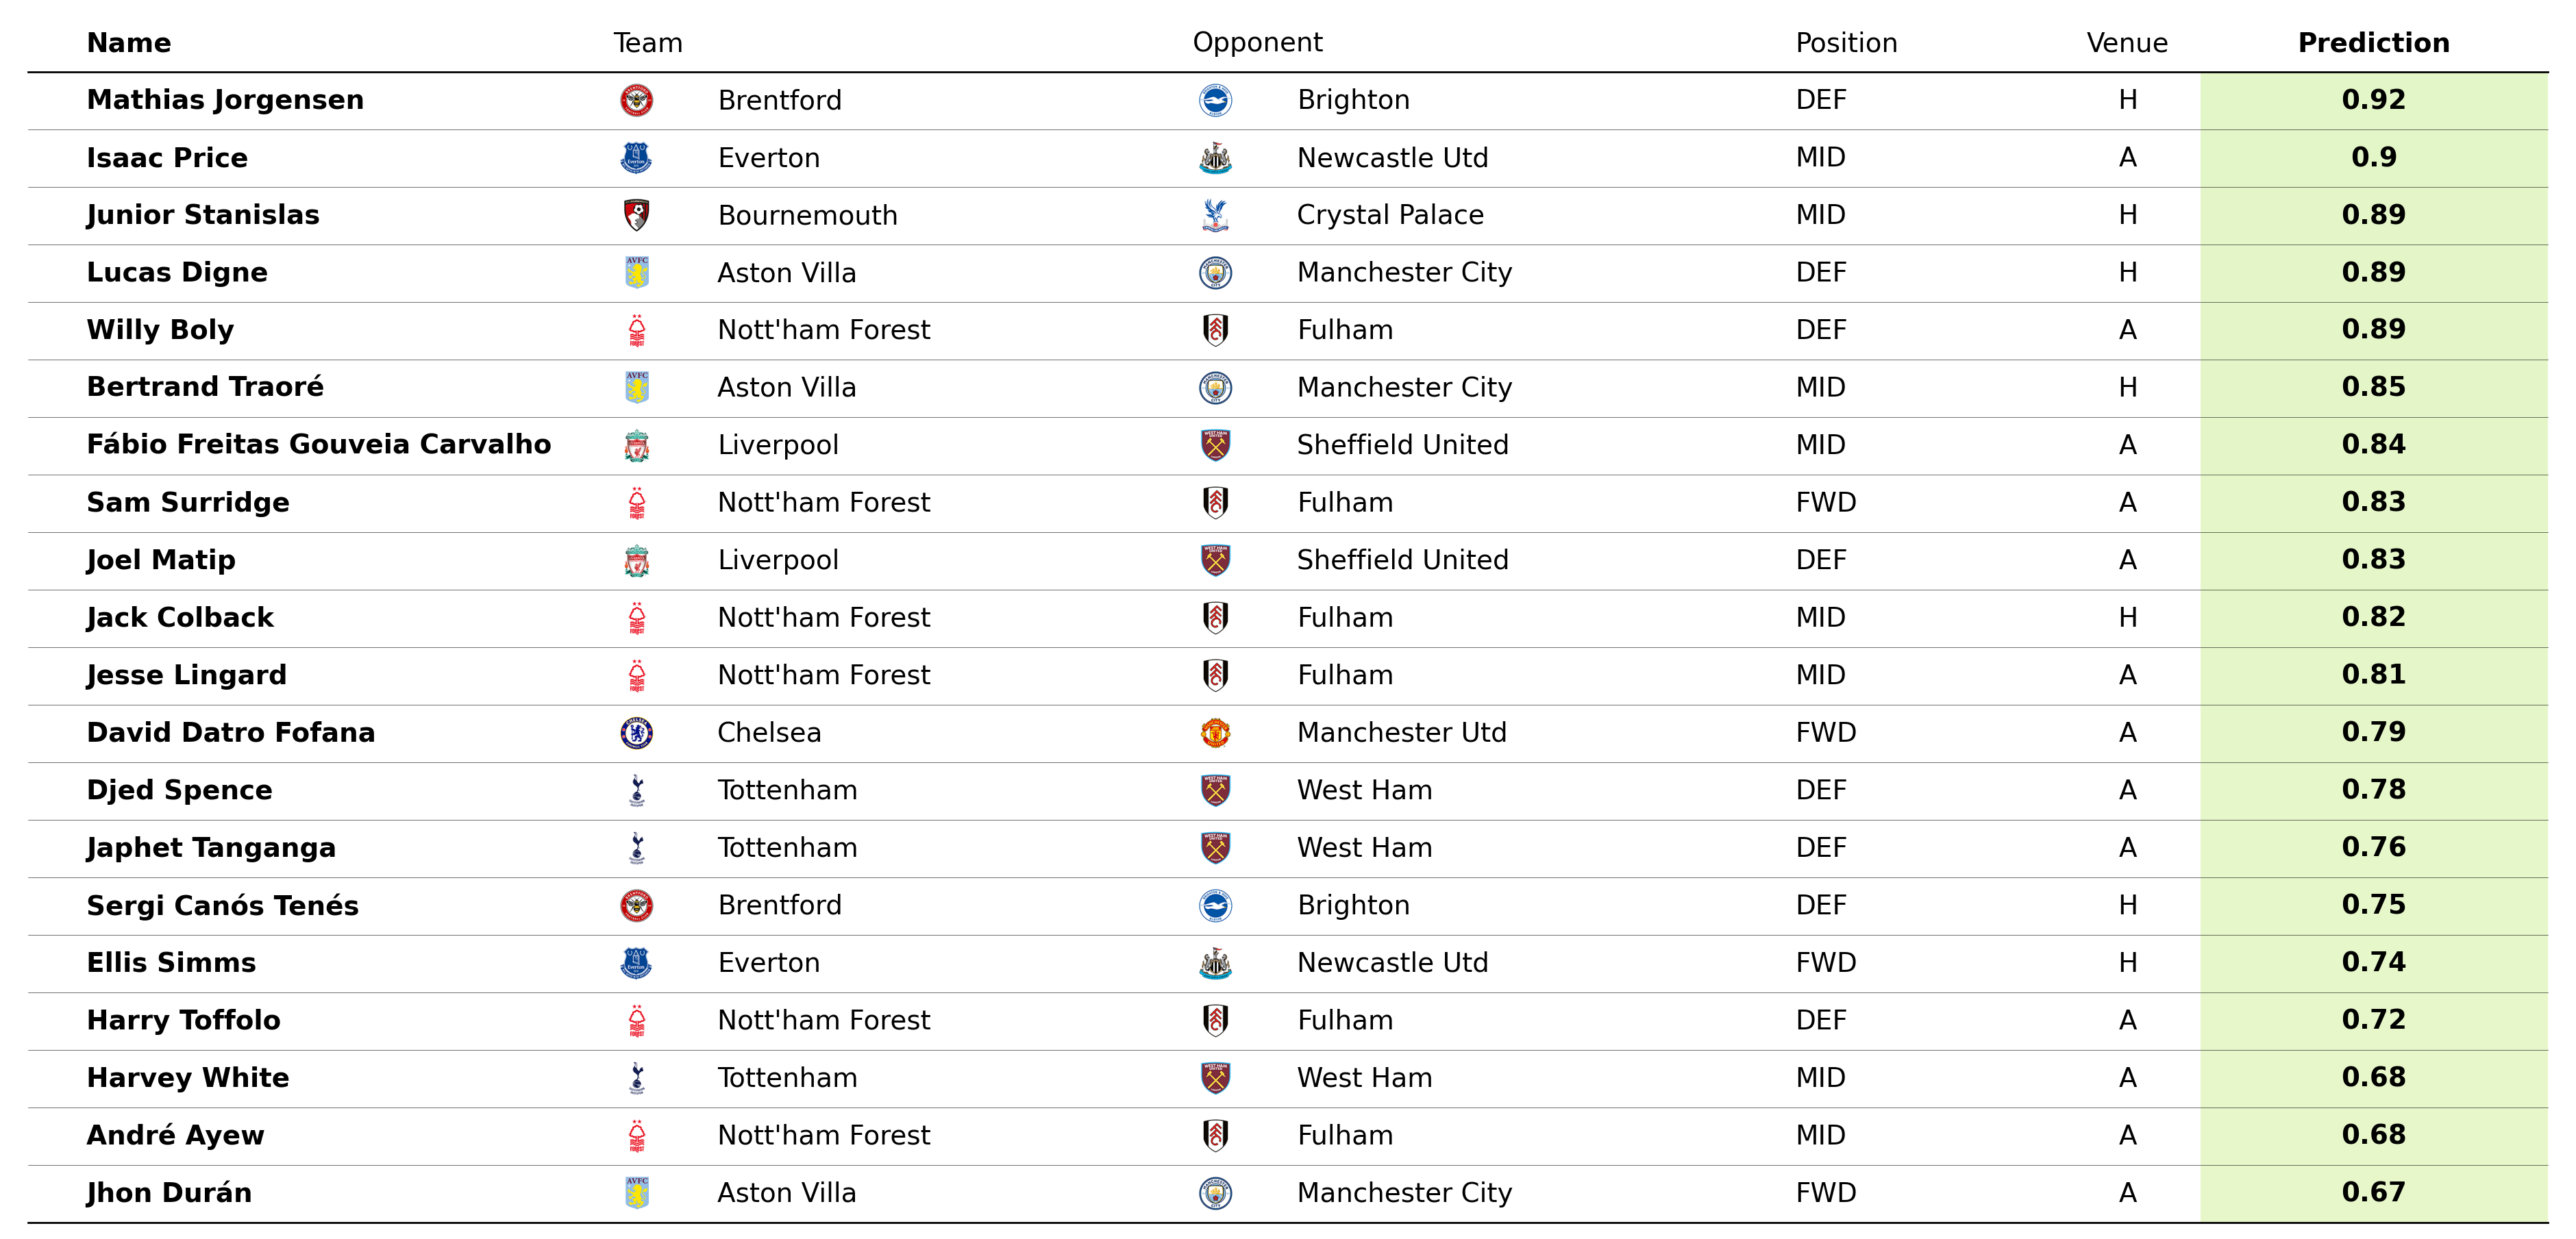 Name Team Opponent Position Venue Prediction
Mathias Jorgensen Brentford Brighton DEF H 0.92
Isaac Price Everton Newcastle Utd MID A 0.9
Junior Stanislas Bournemouth Crystal Palace MID H 0.89
Lucas Digne Aston Villa Manchester City DEF H 0.89
Willy Boly Nott'ham Forest Fulham DEF A 0.89
Bertrand Traoré Aston Villa Manchester City MID H 0.85
Fábio Freitas Gouveia Carvalho Liverpool Sheffield United MID A 0.84
Sam Surridge Nott'ham Forest Fulham FWD A 0.83
Joel Matip Liverpool Sheffield United DEF A 0.83
Jack Colback Nott'ham Forest Fulham MID H 0.82
Jesse Lingard Nott'ham Forest Fulham MID A 0.81
David Datro Fofana Chelsea Manchester Utd FWD A 0.79
Djed Spence Tottenham West Ham DEF A 0.78
Japhet Tanganga Tottenham West Ham DEF A 0.76
Sergi Canós Tenés Brentford Brighton DEF H 0.75
Ellis Simms Everton Newcastle Utd FWD H 0.74
Harry Toffolo Nott'ham Forest Fulham DEF A 0.72
Harvey White Tottenham West Ham MID A 0.68
André Ayew Nott'ham Forest Fulham MID A 0.68
Jhon Durán Aston Villa Manchester City FWD A 0.67